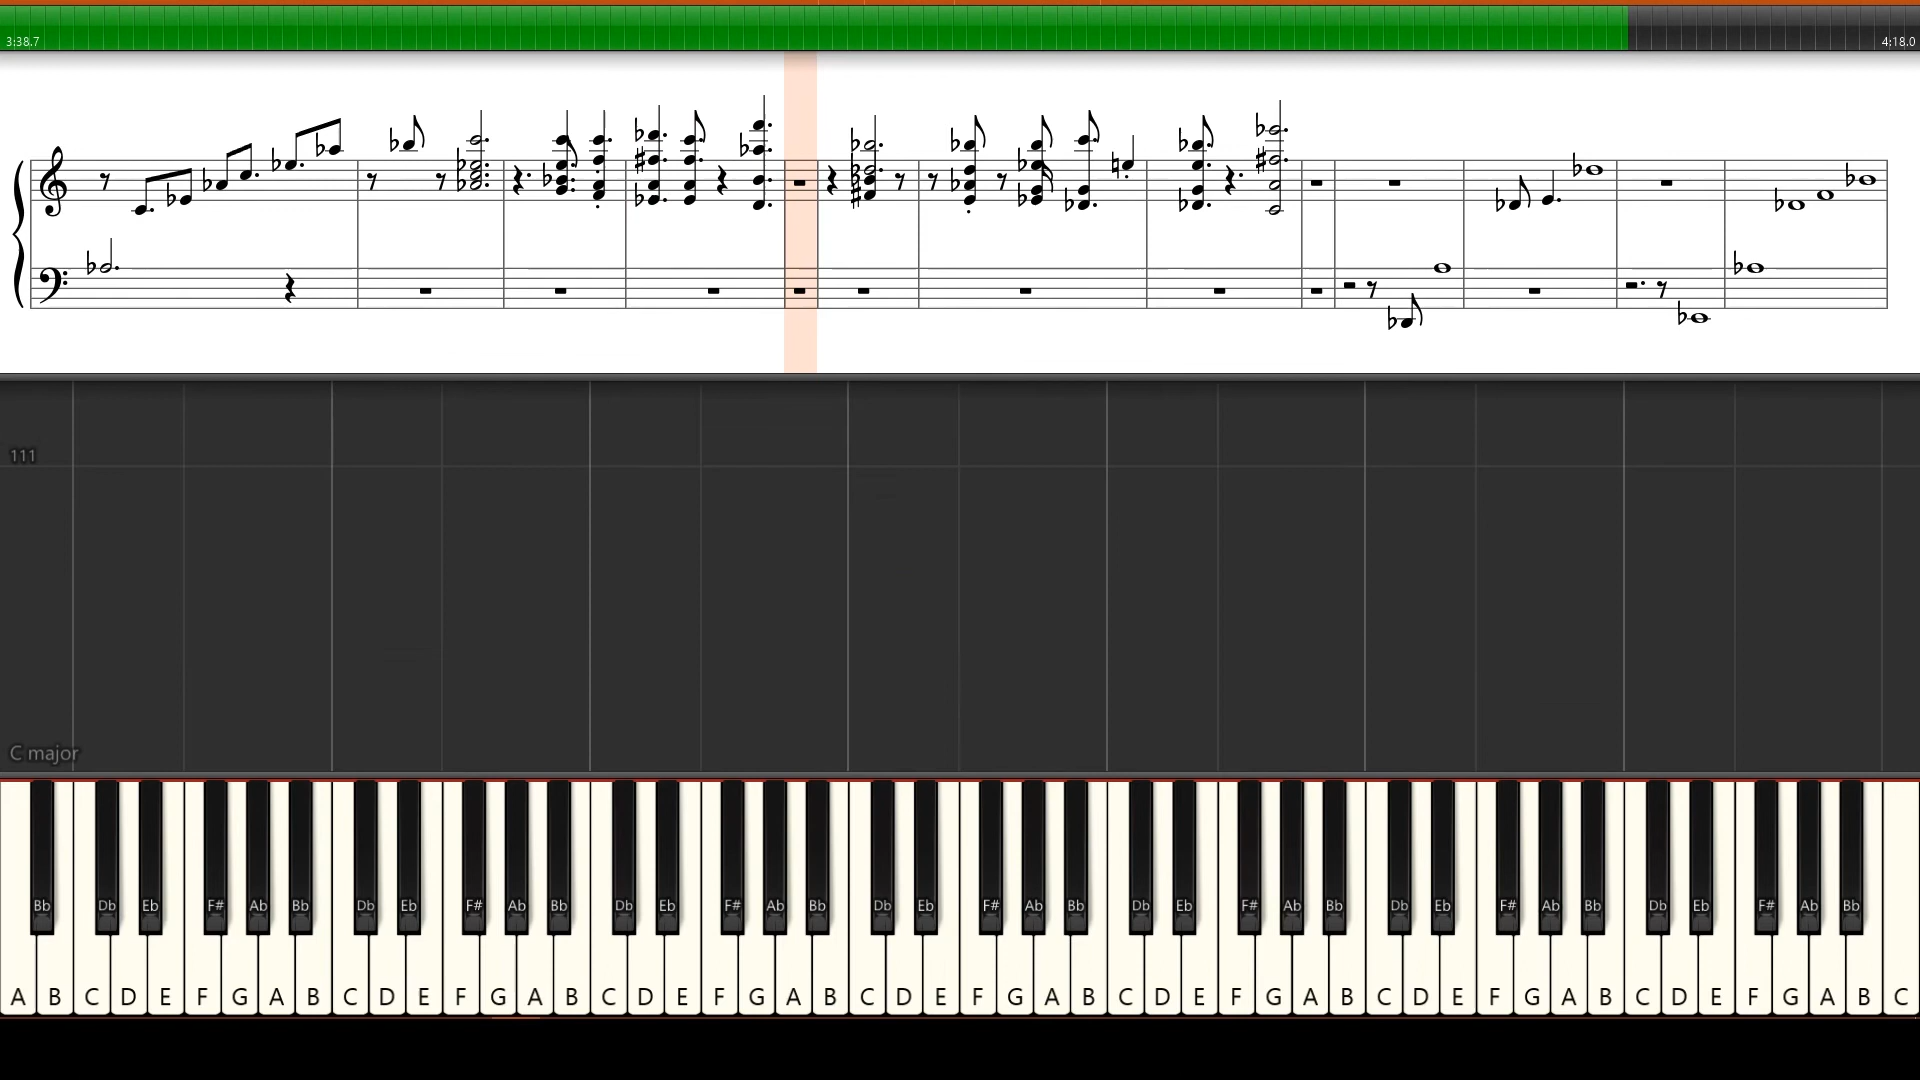 3:38.7 4:18.0
111
C major
Bb Db Eb F# Ab Bb Db Eb F# Ab Bb Db Eb F# Ab Bb Db Eb F# Ab Bb Db Eb F# Ab Bb Db Eb F# Ab Bb Db Eb F# Ab Bb
A B C D E F G A B C D E F G A B C D E F G A B C D E F G A B C D E F G A B C D E F G A B C D E F G A B C